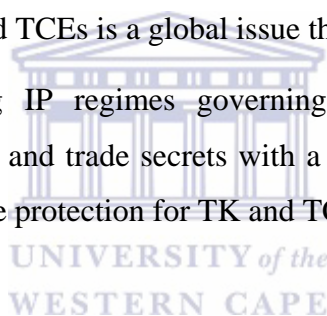 d TCEs is a global issue th
IP regimes governing
and trade secrets with a
e protection for TK and TC
UNIVERSITY of the
WESTERN CAPE